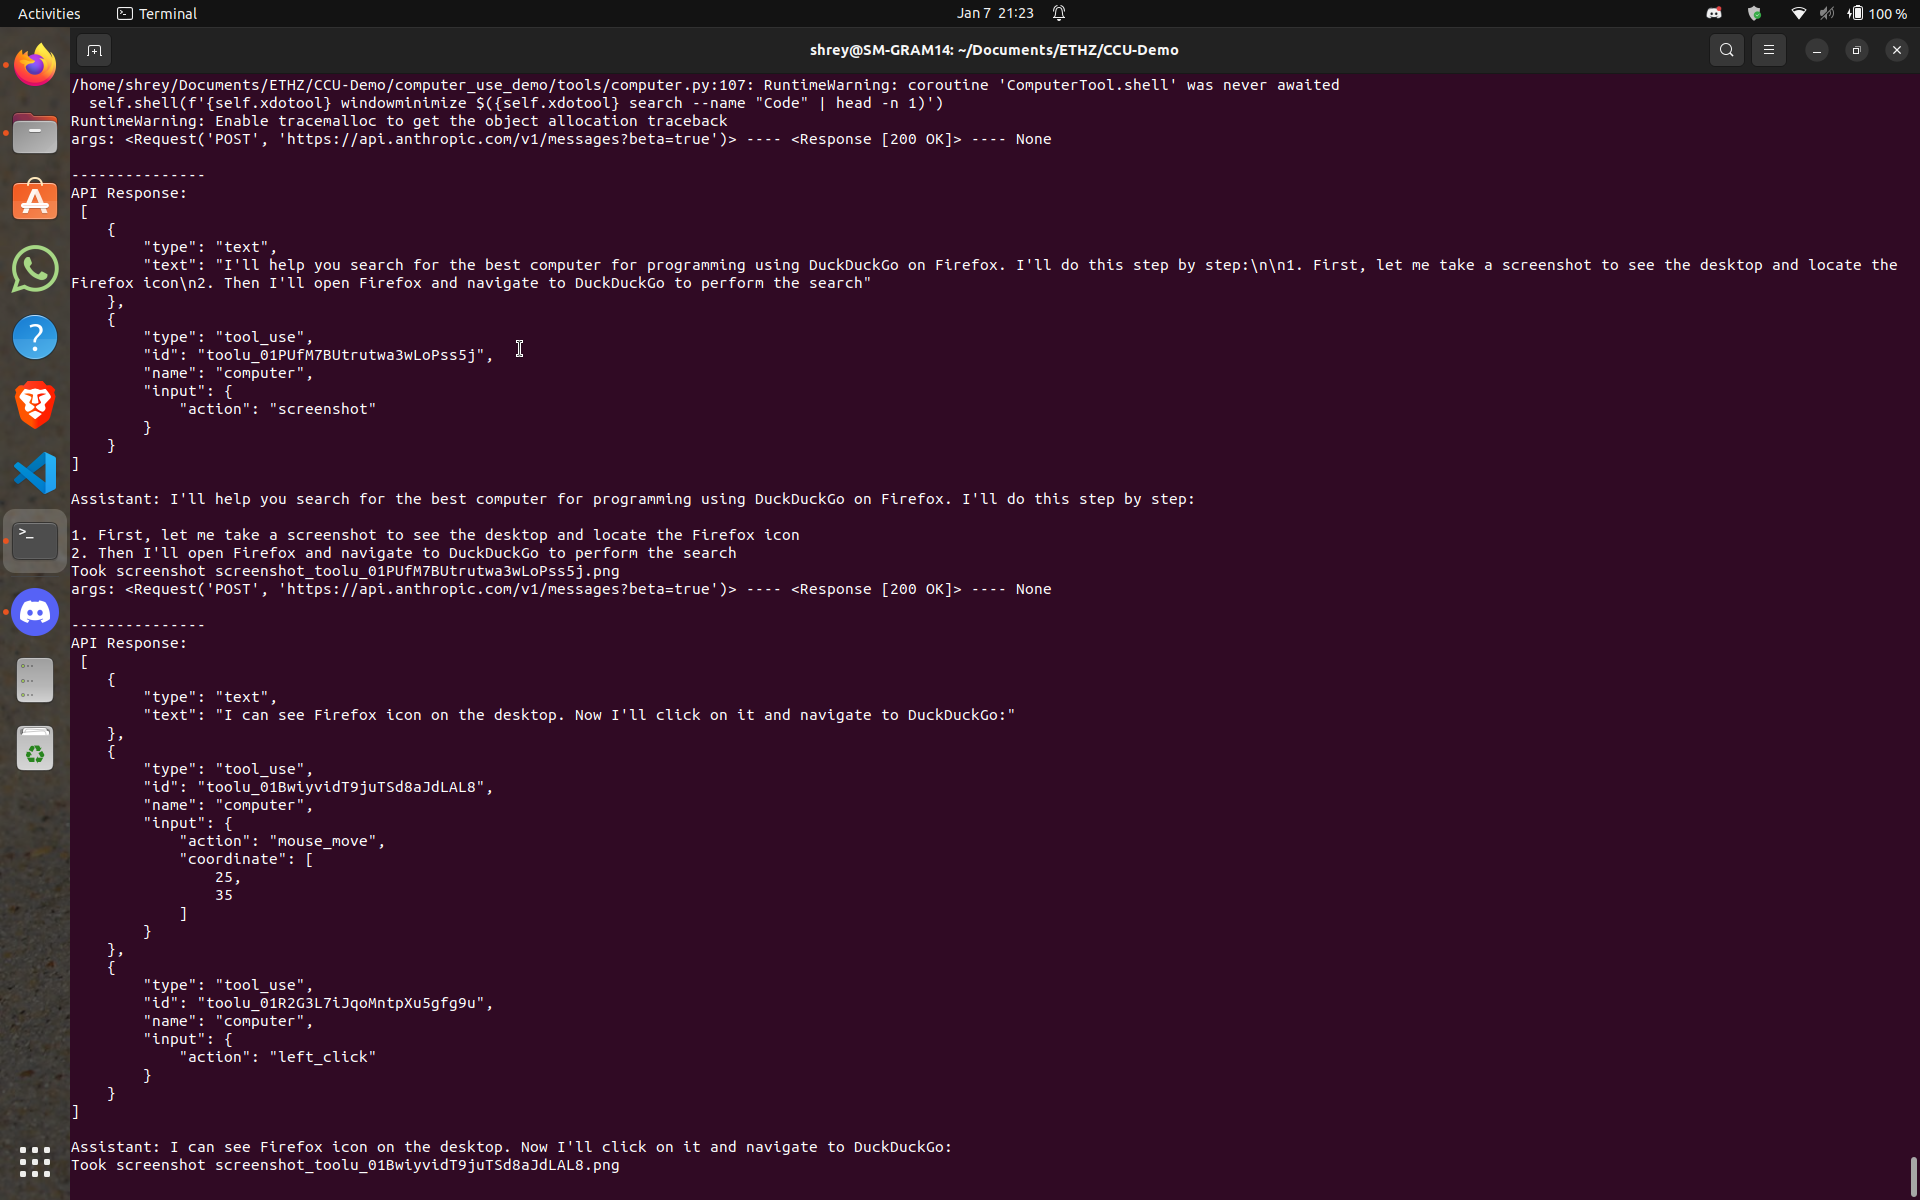 Activities
Terminal
Jan 7 21:23
100 %
shrey@SM-GRAM14: ~/Documents/ETHZ/CCU-Demo
/home/shrey/Documents/ETHZ/CCU-Demo/computer_use_demo/tools/computer.py:107: RuntimeWarning: coroutine 'ComputerTool.shell' was never awaited
  self.shell(f'{self.xdotool} windowminimize $({self.xdotool} search --name "Code" | head -n 1)')
RuntimeWarning: Enable tracemalloc to get the object allocation traceback
args: <Request('POST', 'https://api.anthropic.com/v1/messages?beta=true')> ---- <Response [200 OK]> ---- None
---------------
API Response:
 [
    {
        "type": "text",
        "text": "I'll help you search for the best computer for programming using DuckDuckGo on Firefox. I'll do this step by step:\n\n1. First, let me take a screenshot to see the desktop and locate the
Firefox icon\n2. Then I'll open Firefox and navigate to DuckDuckGo to perform the search"
    },
    {
        "type": "tool_use",
        "id": "toolu_01PUfM7BUtrutwa3wLoPss5j",
        "name": "computer",
        "input": {
            "action": "screenshot"
        }
    }
]
Assistant: I'll help you search for the best computer for programming using DuckDuckGo on Firefox. I'll do this step by step:
1. First, let me take a screenshot to see the desktop and locate the Firefox icon
2. Then I'll open Firefox and navigate to DuckDuckGo to perform the search
Took screenshot screenshot_toolu_01PUfM7BUtrutwa3wLoPss5j.png
args: <Request('POST', 'https://api.anthropic.com/v1/messages?beta=true')> ---- <Response [200 OK]> ---- None
---------------
API Response:
 [
    {
        "type": "text",
        "text": "I can see Firefox icon on the desktop. Now I'll click on it and navigate to DuckDuckGo:"
    },
    {
        "type": "tool_use",
        "id": "toolu_01BwiyvidT9juTSd8aJdLAL8",
        "name": "computer",
        "input": {
            "action": "mouse_move",
            "coordinate": [
                25,
                35
            ]
        }
    },
    {
        "type": "tool_use",
        "id": "toolu_01R2G3L7iJqoMntpXu5gfg9u",
        "name": "computer",
        "input": {
            "action": "left_click"
        }
    }
]
Assistant: I can see Firefox icon on the desktop. Now I'll click on it and navigate to DuckDuckGo:
Took screenshot screenshot_toolu_01BwiyvidT9juTSd8aJdLAL8.png